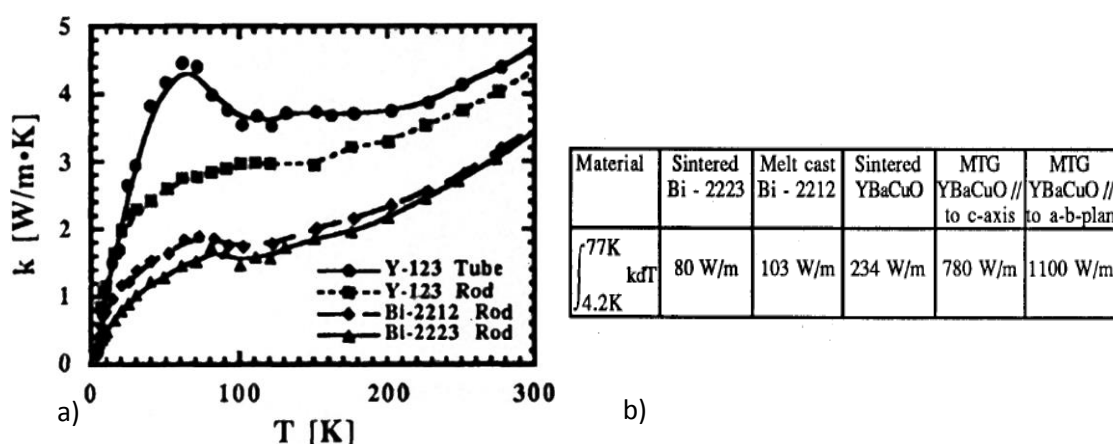 5
4
3
2
1
0
k [W/m•K]
Y-123 Tube
Y-123 Rod
Bi-2212 Rod
Bi-2223 Rod
0
100
200
300
T [K]
a)
Material
Sintered
Bi - 2223
Melt cast
Bi - 2212
Sintered
YBaCuO
MTG
YBaCuO //
to c-axis
MTG
YBaCuO //
to a-b-plan
∫77K
kdT
4.2K
80 W/m
103 W/m
234 W/m
780 W/m
1100 W/m
b)